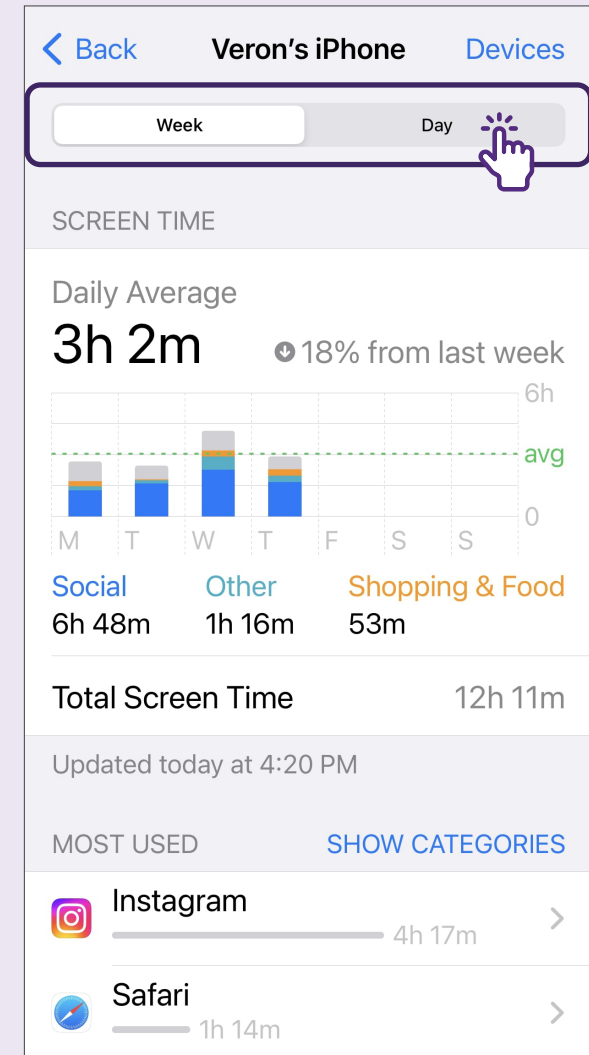 Back Veron’s iPhone Devices
Week Day
SCREEN TIME
Daily Average
3h 2m 18% from last week
6h
avg
0
M T W T F S S
Social Other Shopping & Food
6h 48m 1h 16m 53m
Total Screen Time 12h 11m
Updated today at 4:20 PM
MOST USED SHOW CATEGORIES
Instagram
4h 17m
Safari
1h 14m